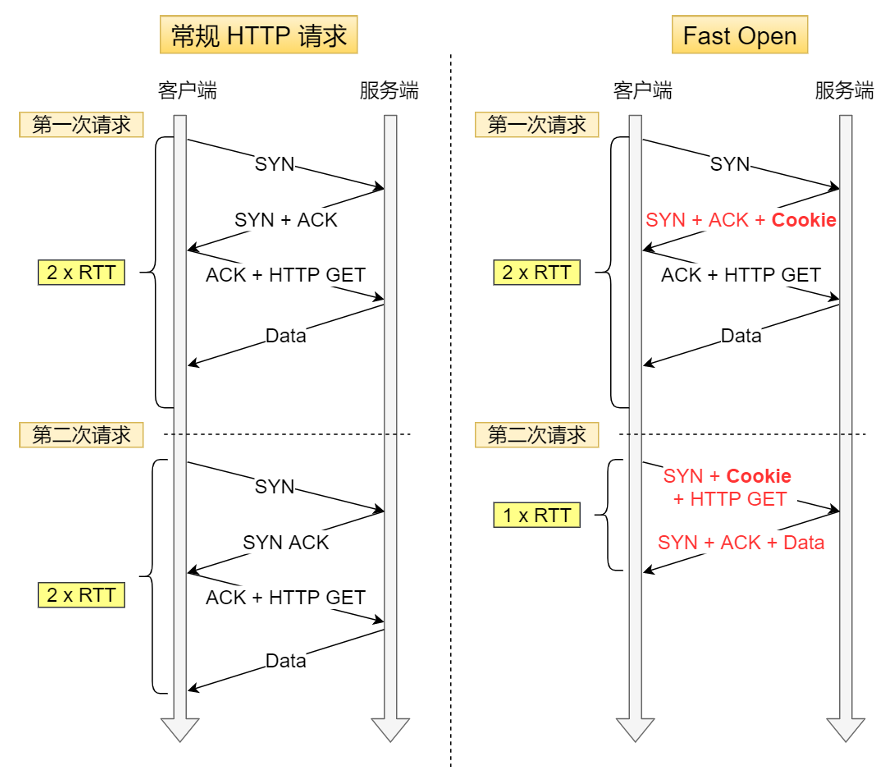 常规 HTTP 请求
客户端
服务端
第一次请求
SYN
SYN + ACK
2 x RTT
ACK + HTTP GET
Data
第二次请求
SYN
SYN ACK
2 x RTT
ACK + HTTP GET
Data
Fast Open
客户端
服务端
第一次请求
SYN
SYN + ACK + Cookie
2 x RTT
ACK + HTTP GET
Data
第二次请求
SYN + Cookie
+ HTTP GET
1 x RTT
SYN + ACK + Data